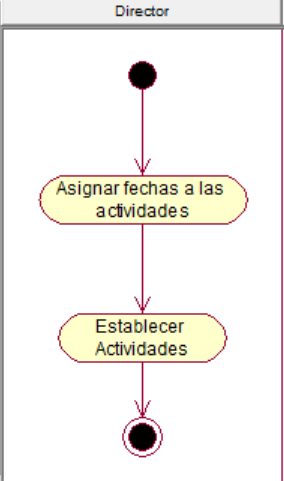 Director
Asignar fechas a las
actividades
Establecer
Actividades